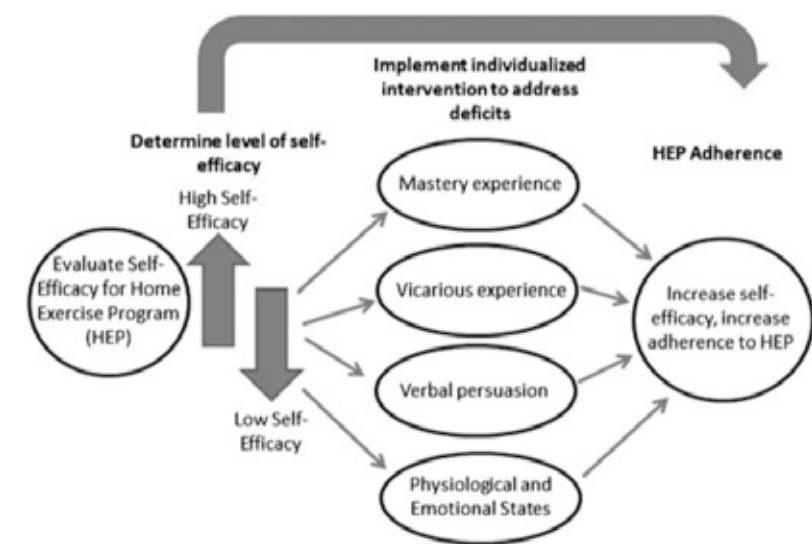 Implement individualized
intervention to address
deficits
Determine level of self-
efficacy
HEP Adherence
High Self-
Efficacy
Mastery experience
Evaluate Self-
Efficacy for Home
Exercise Program
(HEP)
Vicarious experience
Increase self-
efficacy, increase
adherence to HEP
Verbal persuasion
Low Self-
Efficacy
Physiological and
Emotional States